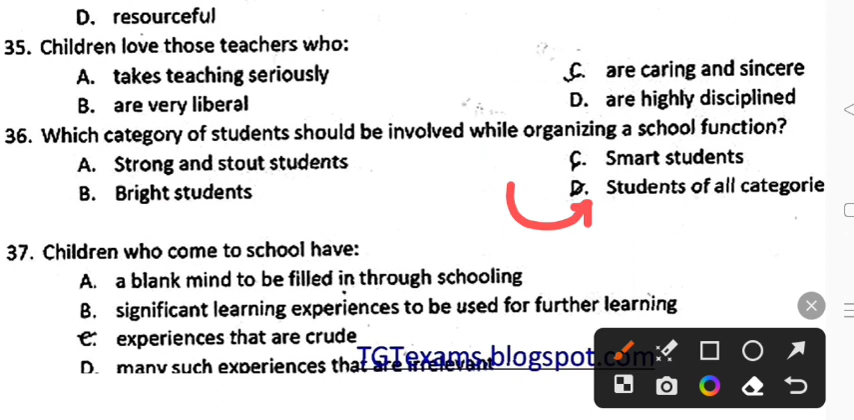 D. resourceful
35. Children love those teachers who:
A. takes teaching seriously
C. are caring and sincere
B. are very liberal
D. are highly disciplined
36. Which category of students should be involved while organizing a school function?
A. Strong and stout students
C. Smart students
B. Bright students
D. Students of all categorie
37. Children who come to school have:
A. a blank mind to be filled in through schooling
B. significant learning experiences to be used for further learning
C. experiences that are crude
D. many such experiences that are irrelevant
TGTexams.blogspot.com